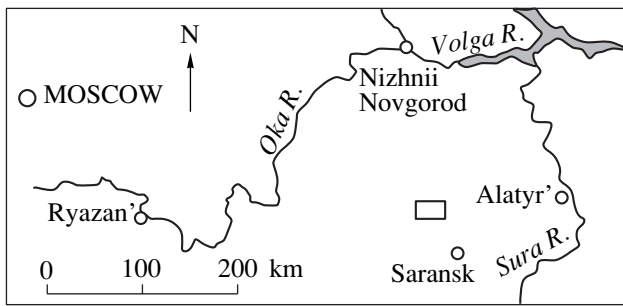 N
Volga R.
MOSCOW
Nizhnii
Novgorod
Oka R.
Ryazan’
Alatyr’
Saransk
Sura R.
0 100 200 km